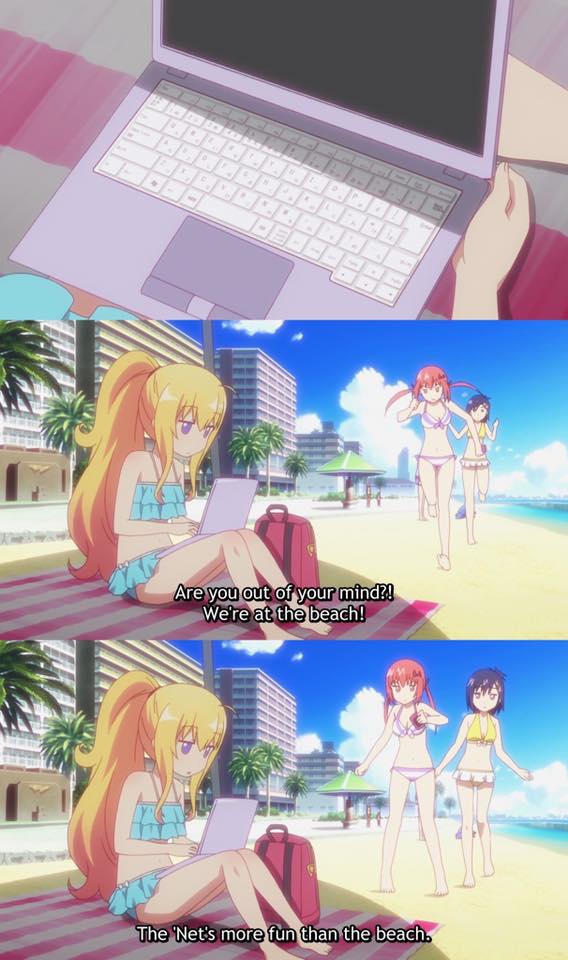 Are you out of your mind?!
We're at the beach!
The 'Net's more fun than the beach.